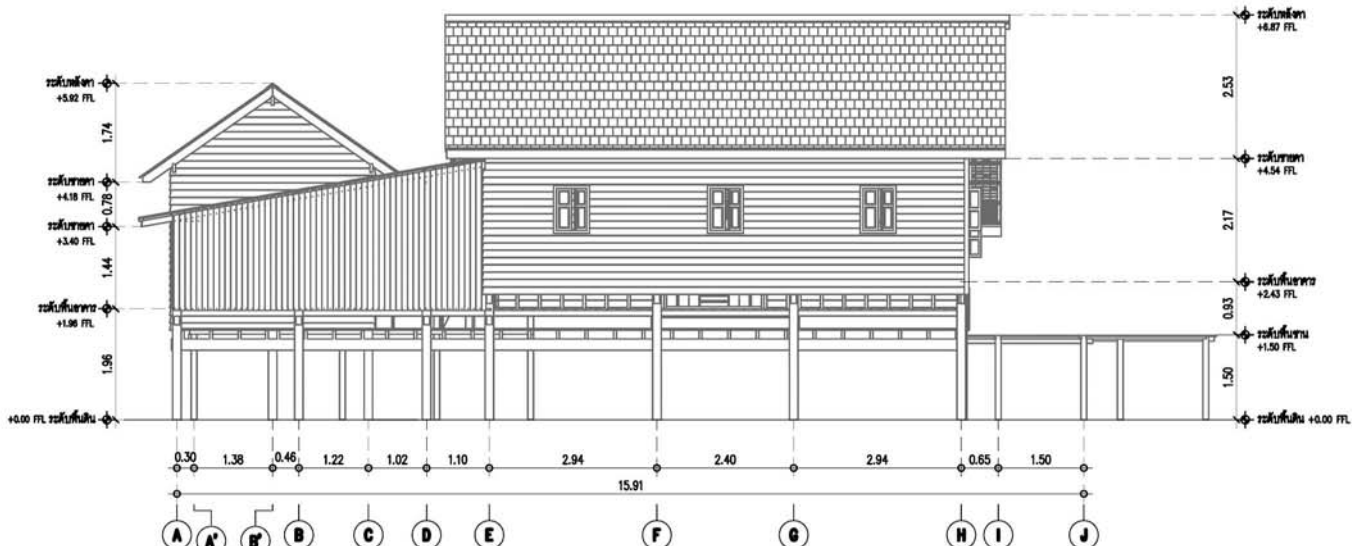 ระดับหลังคา
+6.87 FFL
2.53
ระดับหลังคา
+5.92 FFL
1.74
ระดับชายคา
+4.54 FFL
ระดับชายคา
+4.18 FFL
0.78
2.17
ระดับชายคา
+3.40 FFL
1.44
ระดับพื้นอาคาร
+2.43 FFL
ระดับพื้นอาคาร
+1.96 FFL
0.93
ระดับพื้นชาน
+1.50 FFL
1.96
1.50
+0.00 FFL ระดับพื้นดิน
ระดับพื้นดิน +0.00 FFL
0.30 1.38 0.46 1.22 1.02 1.10 2.94 2.40 2.94 0.65 1.50
15.91
A A' B' B C D E F G H I J